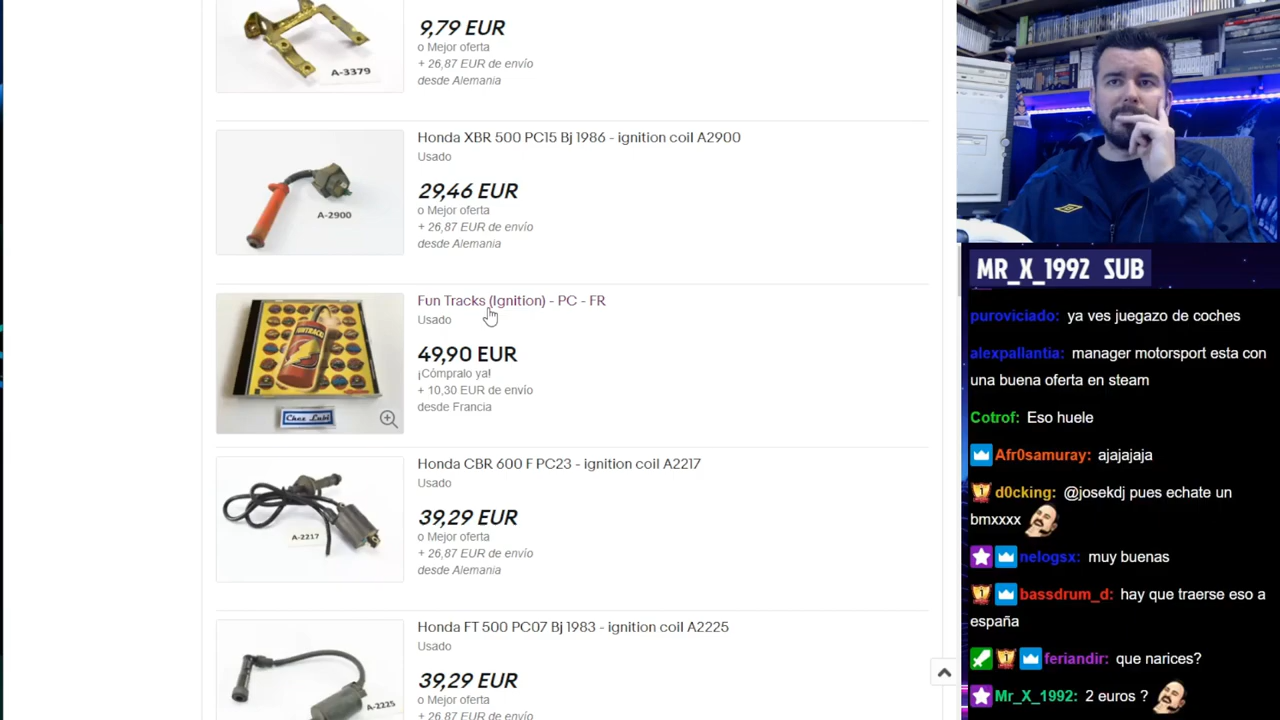 9,79 EUR
o Mejor oferta
+ 26,87 EUR de envío
desde Alemania
A-3379
Honda XBR 500 PC15 Bj 1986 - ignition coil A2900
Usado
29,46 EUR
o Mejor oferta
+ 26,87 EUR de envío
desde Alemania
A-2900
Fun Tracks (Ignition) - PC - FR
Usado
49,90 EUR
¡Cómpralo ya!
+ 10,30 EUR de envío
desde Francia
Chez Lubi
Honda CBR 600 F PC23 - ignition coil A2217
Usado
39,29 EUR
o Mejor oferta
+ 26,87 EUR de envío
desde Alemania
A-2217
Honda FT 500 PC07 Bj 1983 - ignition coil A2225
Usado
39,29 EUR
o Mejor oferta
+ 26,87 EUR de envío
A-2225
MR_X_1992 SUB
puroviciado: ya ves juegazo de coches
alexpallantia: manager motorsport esta con
una buena oferta en steam
Cotrof: Eso huele
Afr0samuray: ajajajaja
d0cking: @josekdj pues echate un
bmxxxx
nelogsx: muy buenas
bassdrum_d: hay que traerse eso a
españa
feriandir: que narices?
Mr_X_1992: 2 euros ?